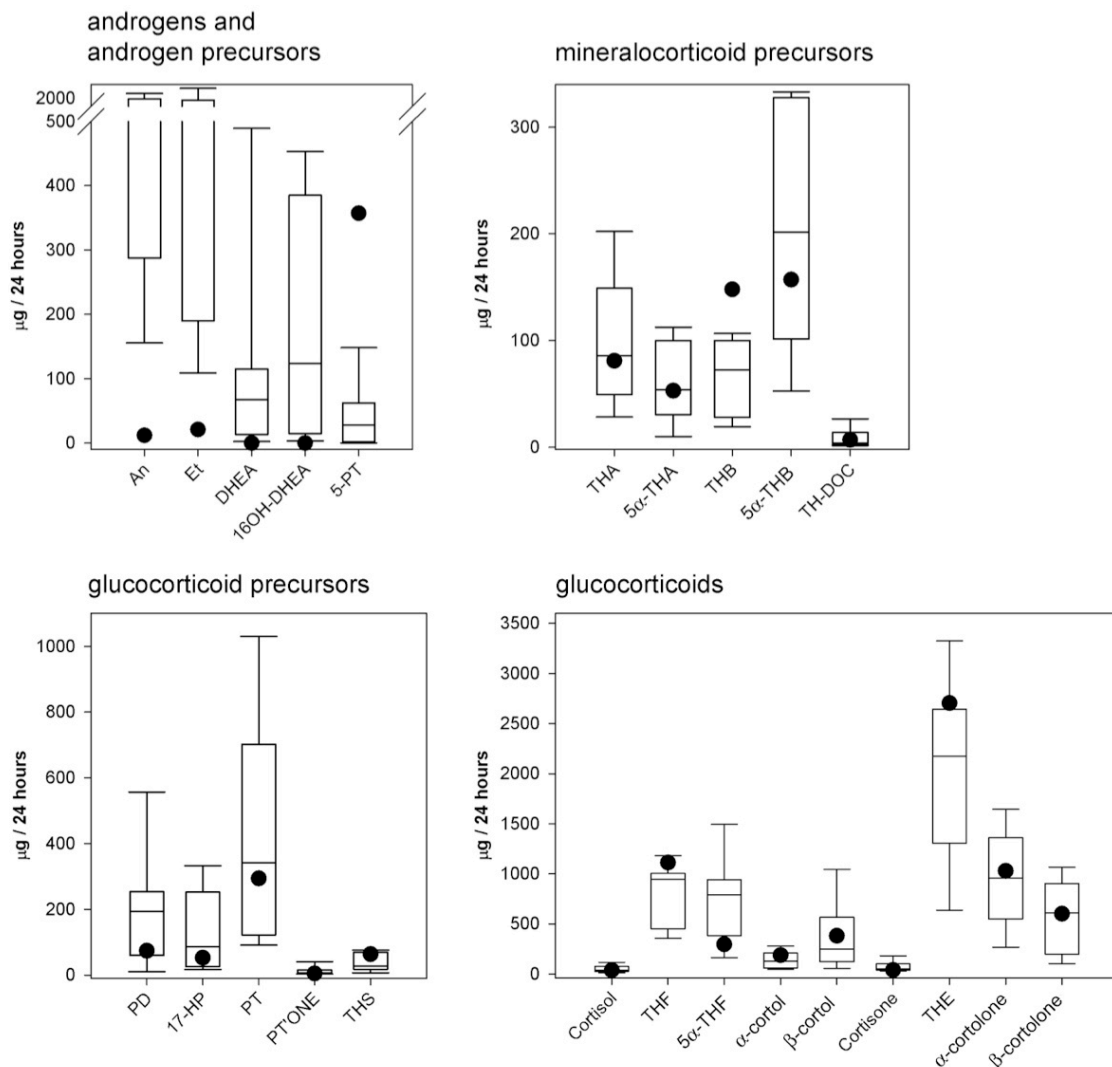 androgens and
androgen precursors
2000
500
400
300
200
100
0
µg / 24 hours
An
Et
DHEA
16OH-DHEA
5-PT
mineralocorticoid precursors
300
200
100
0
µg / 24 hours
THA
5α-THA
THB
5α-THB
TH-DOC
glucocorticoid precursors
1000
800
600
400
200
0
µg / 24 hours
PD
17-HP
PT
PT'ONE
THS
glucocorticoids
3500
3000
2500
2000
1500
1000
500
0
µg / 24 hours
Cortisol
THF
5α-THF
α-cortol
β-cortol
Cortisone
THE
α-cortolone
β-cortolone